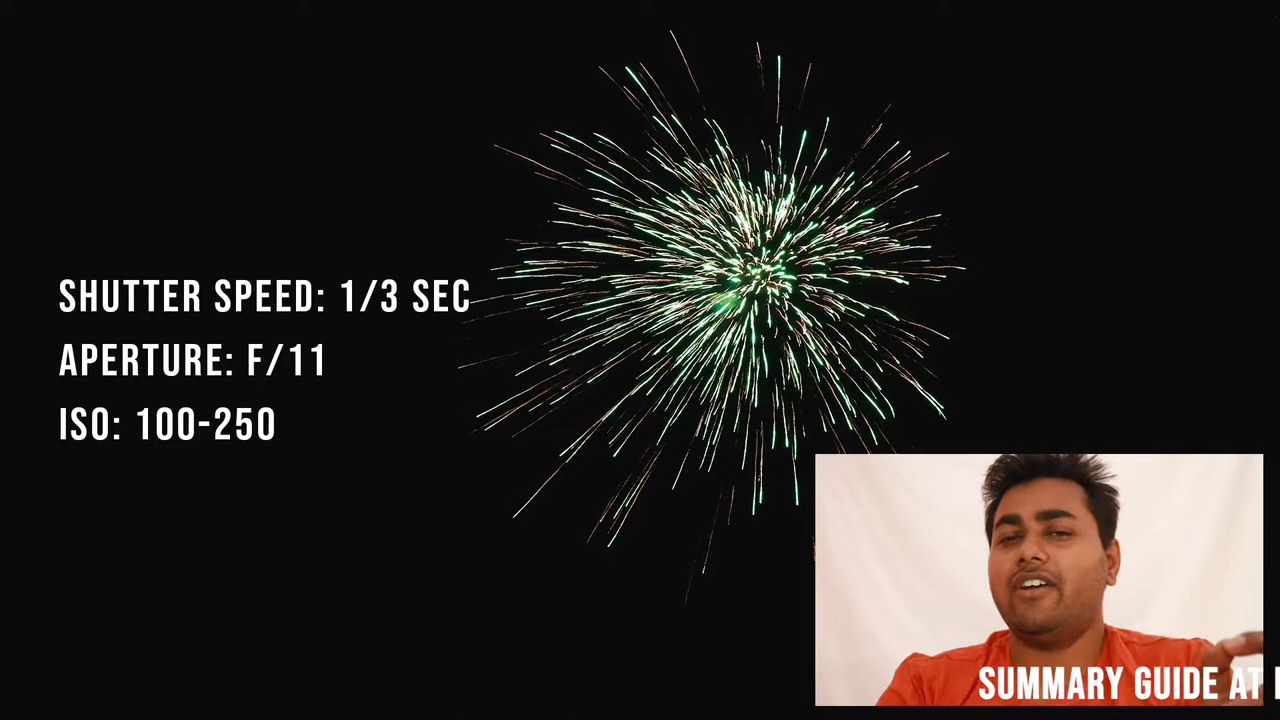 SHUTTER SPEED: 1/3 SEC
APERTURE: F/11
ISO: 100-250
SUMMARY GUIDE AT